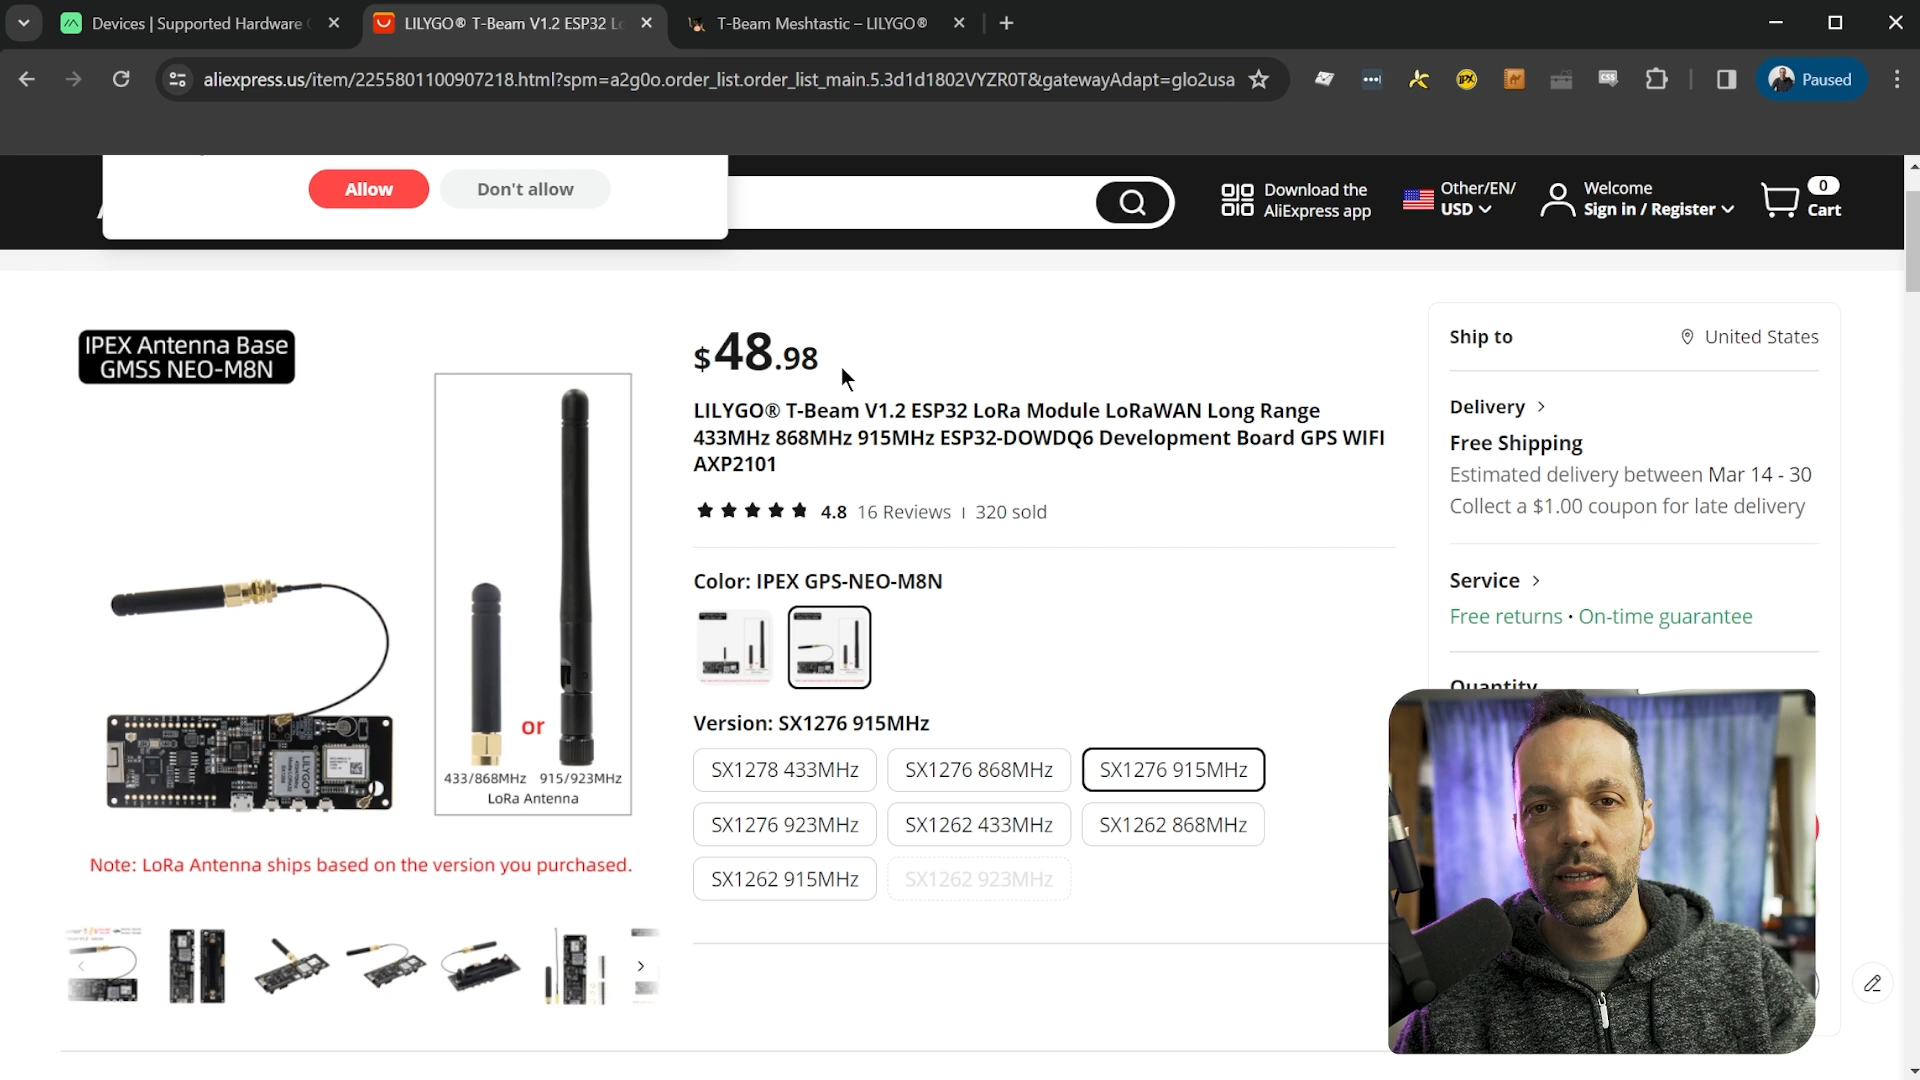 Devices | Supported Hardware
LILYGO® T-Beam V1.2 ESP32 Lo
T-Beam Meshtastic – LILYGO®
aliexpress.us/item/2255801100907218.html?spm=a2g0o.order_list.order_list_main.5.3d1d1802VYZR0T&gatewayAdapt=glo2usa
IPX
CSS
Paused
Allow
Don't allow
Download the
AliExpress app
Other/EN/
USD
Welcome
Sign in / Register
0
Cart
IPEX Antenna Base
GMSS NEO-M8N
or
433/868MHz 915/923MHz
LoRa Antenna
Note: LoRa Antenna ships based on the version you purchased.
$48.98
LILYGO® T-Beam V1.2 ESP32 LoRa Module LoRaWAN Long Range
433MHz 868MHz 915MHz ESP32-DOWDQ6 Development Board GPS WIFI
AXP2101
4.8 16 Reviews | 320 sold
Color: IPEX GPS-NEO-M8N
Version: SX1276 915MHz
SX1278 433MHz
SX1276 868MHz
SX1276 915MHz
SX1276 923MHz
SX1262 433MHz
SX1262 868MHz
SX1262 915MHz
SX1262 923MHz
Ship to
United States
Delivery
Free Shipping
Estimated delivery between Mar 14 - 30
Collect a $1.00 coupon for late delivery
Service
Free returns • On-time guarantee
Quantity